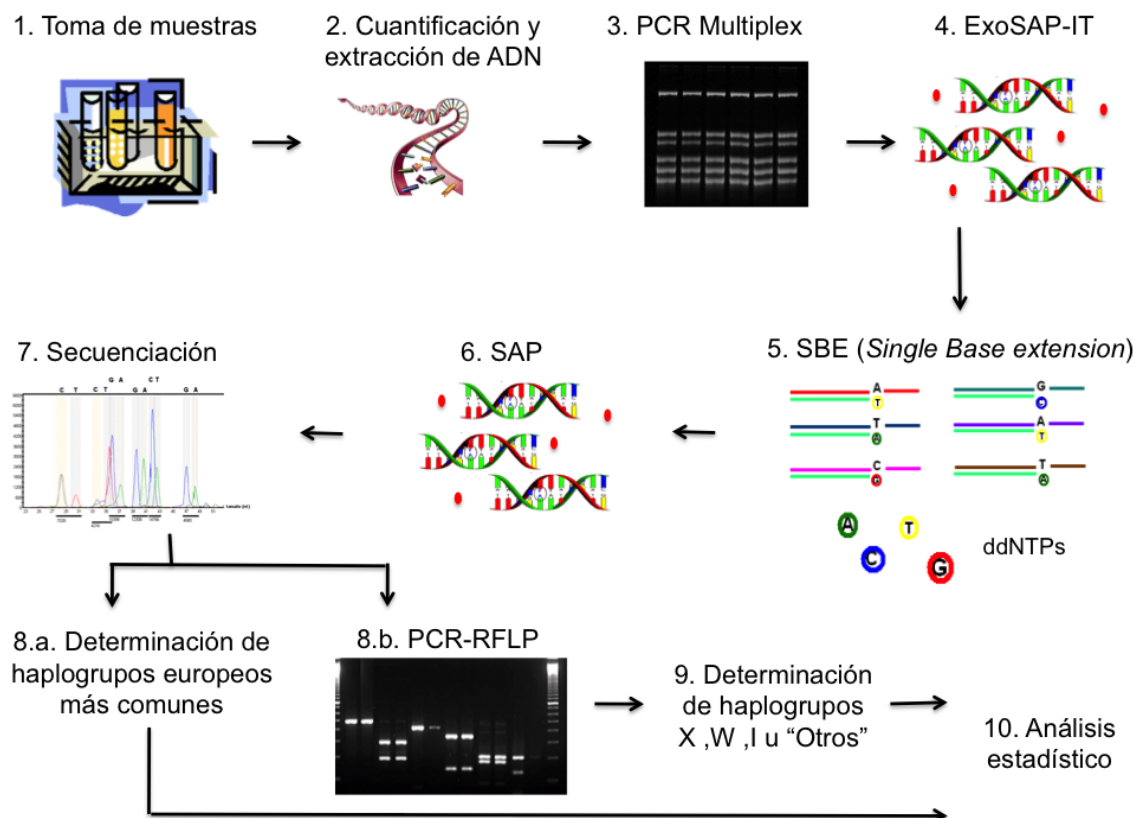 1. Toma de muestras
2. Cuantificación y
extracción de ADN
3. PCR Multiplex
4. ExoSAP-IT
5. SBE (Single Base extension)
A
T
T
A
C
G
G
C
A
T
T
A
A
T
C
G
ddNTPs
6. SAP
7. Secuenciación
C T C T G A G A C T G A
8.a. Determinación de
haplogrupos europeos
más comunes
8.b. PCR-RFLP
9. Determinación
de haplogrupos
X ,W ,I u “Otros”
10. Análisis
estadístico